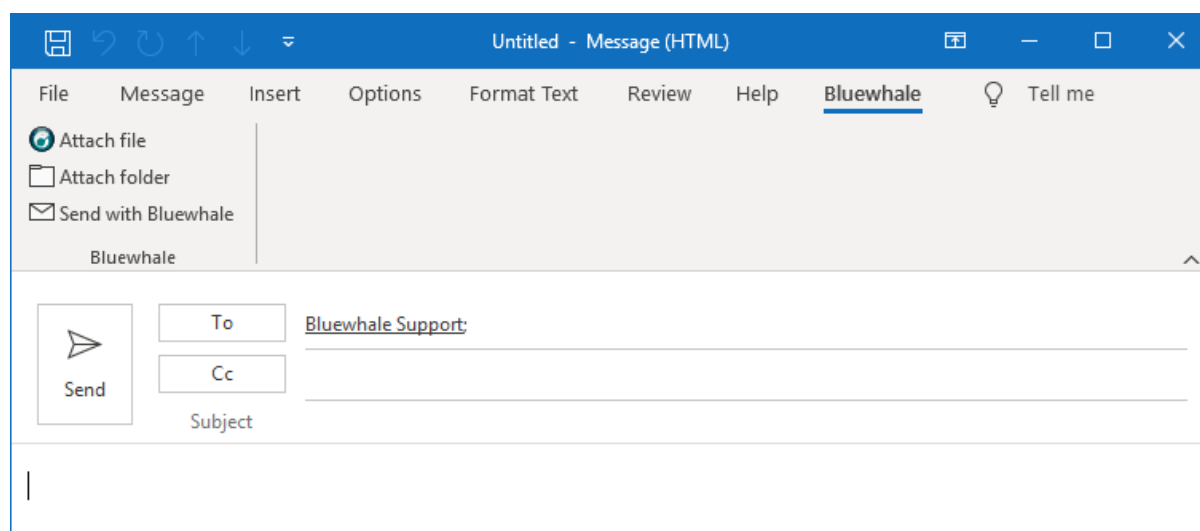 Untitled - Message (HTML)
File Message Insert Options Format Text Review Help Bluewhale Tell me
Attach file
Attach folder
Send with Bluewhale
Bluewhale
To Bluewhale Support;
Cc
Send
Subject